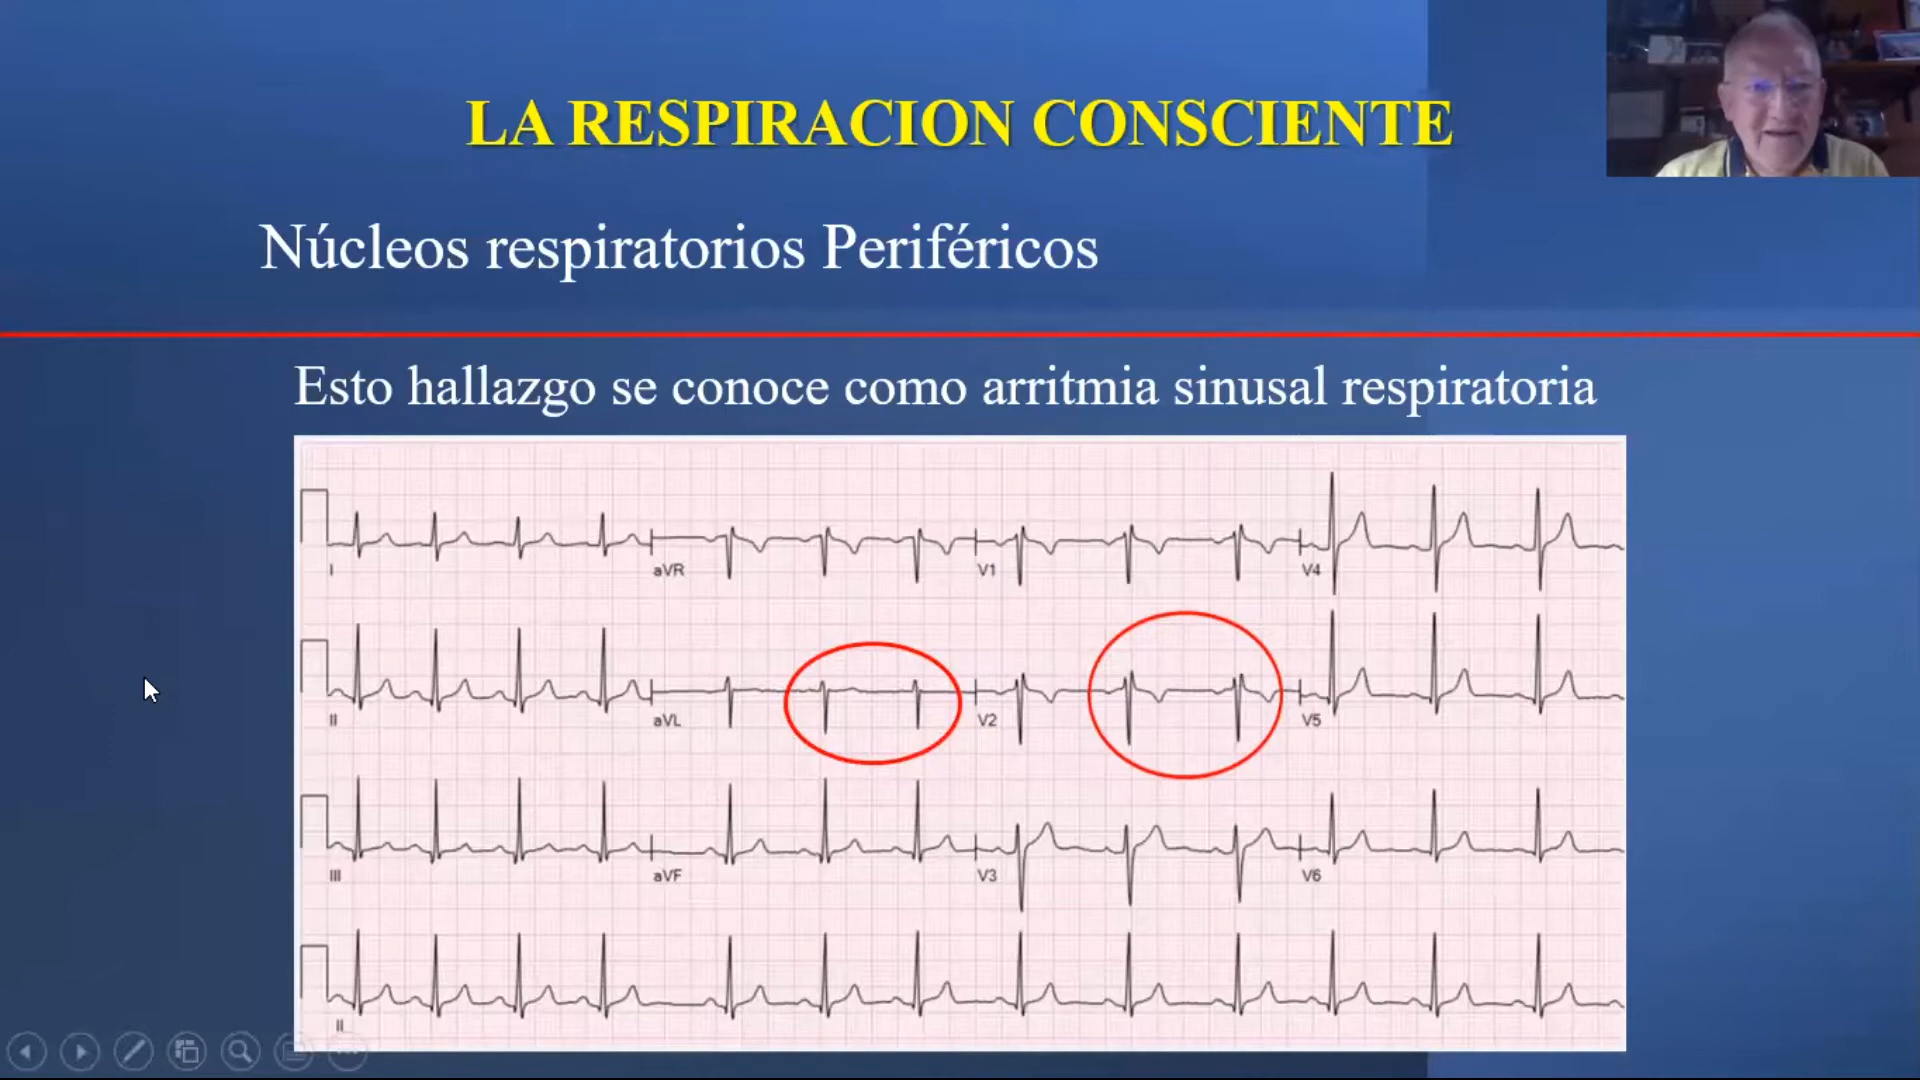 LA RESPIRACION CONSCIENTE
Núcleos respiratorios Periféricos
Esto hallazgo se conoce como arritmia sinusal respiratoria
I aVR V1 V4
II aVL V2 V5
III aVF V3 V6
II